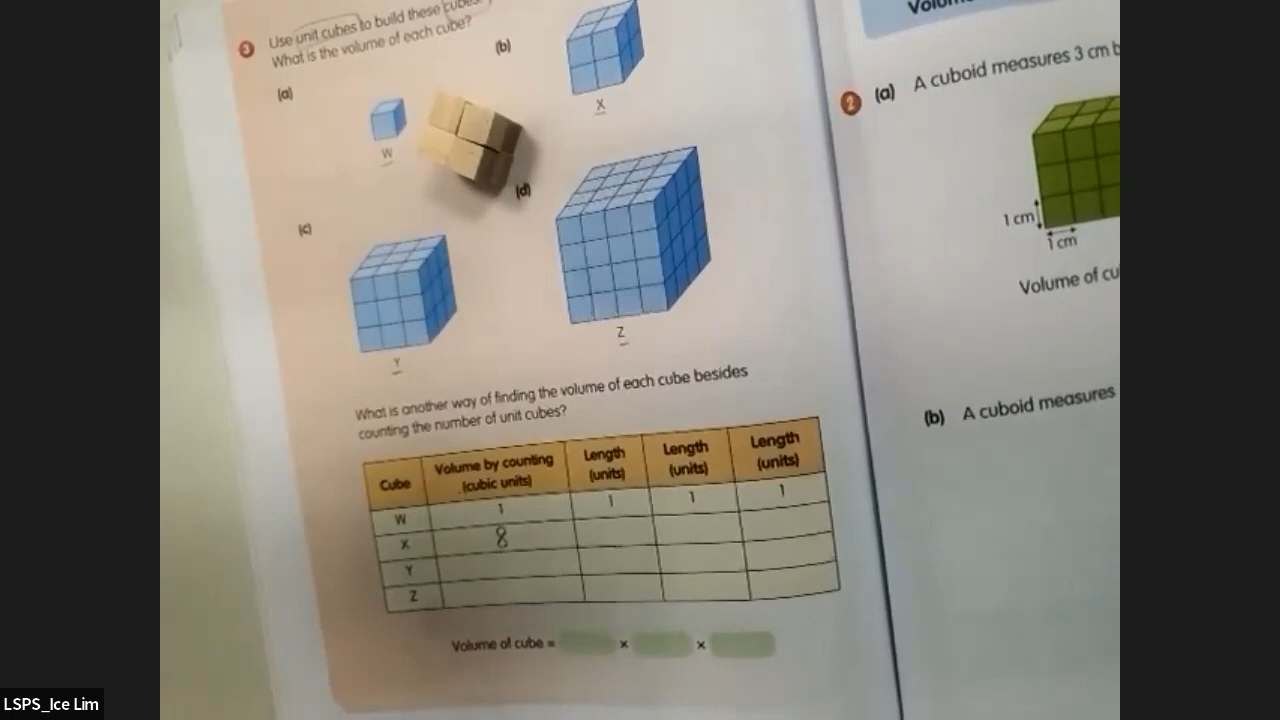 3 Use unit cubes to build these cubes.
What is the volume of each cube?
(a)
(b)
W
X
(c)
(d)
Y
Z
What is another way of finding the volume of each cube besides
counting the number of unit cubes?
Cube Volume by counting (cubic units) Length (units) Length (units) Length (units)
W 1 1 1 1
X 8
Y
Z
Volume of cube = × ×
2 (a) A cuboid measures 3 cm
1 cm
1 cm
Volume of
(b) A cuboid measures
LSPS_Ice Lim